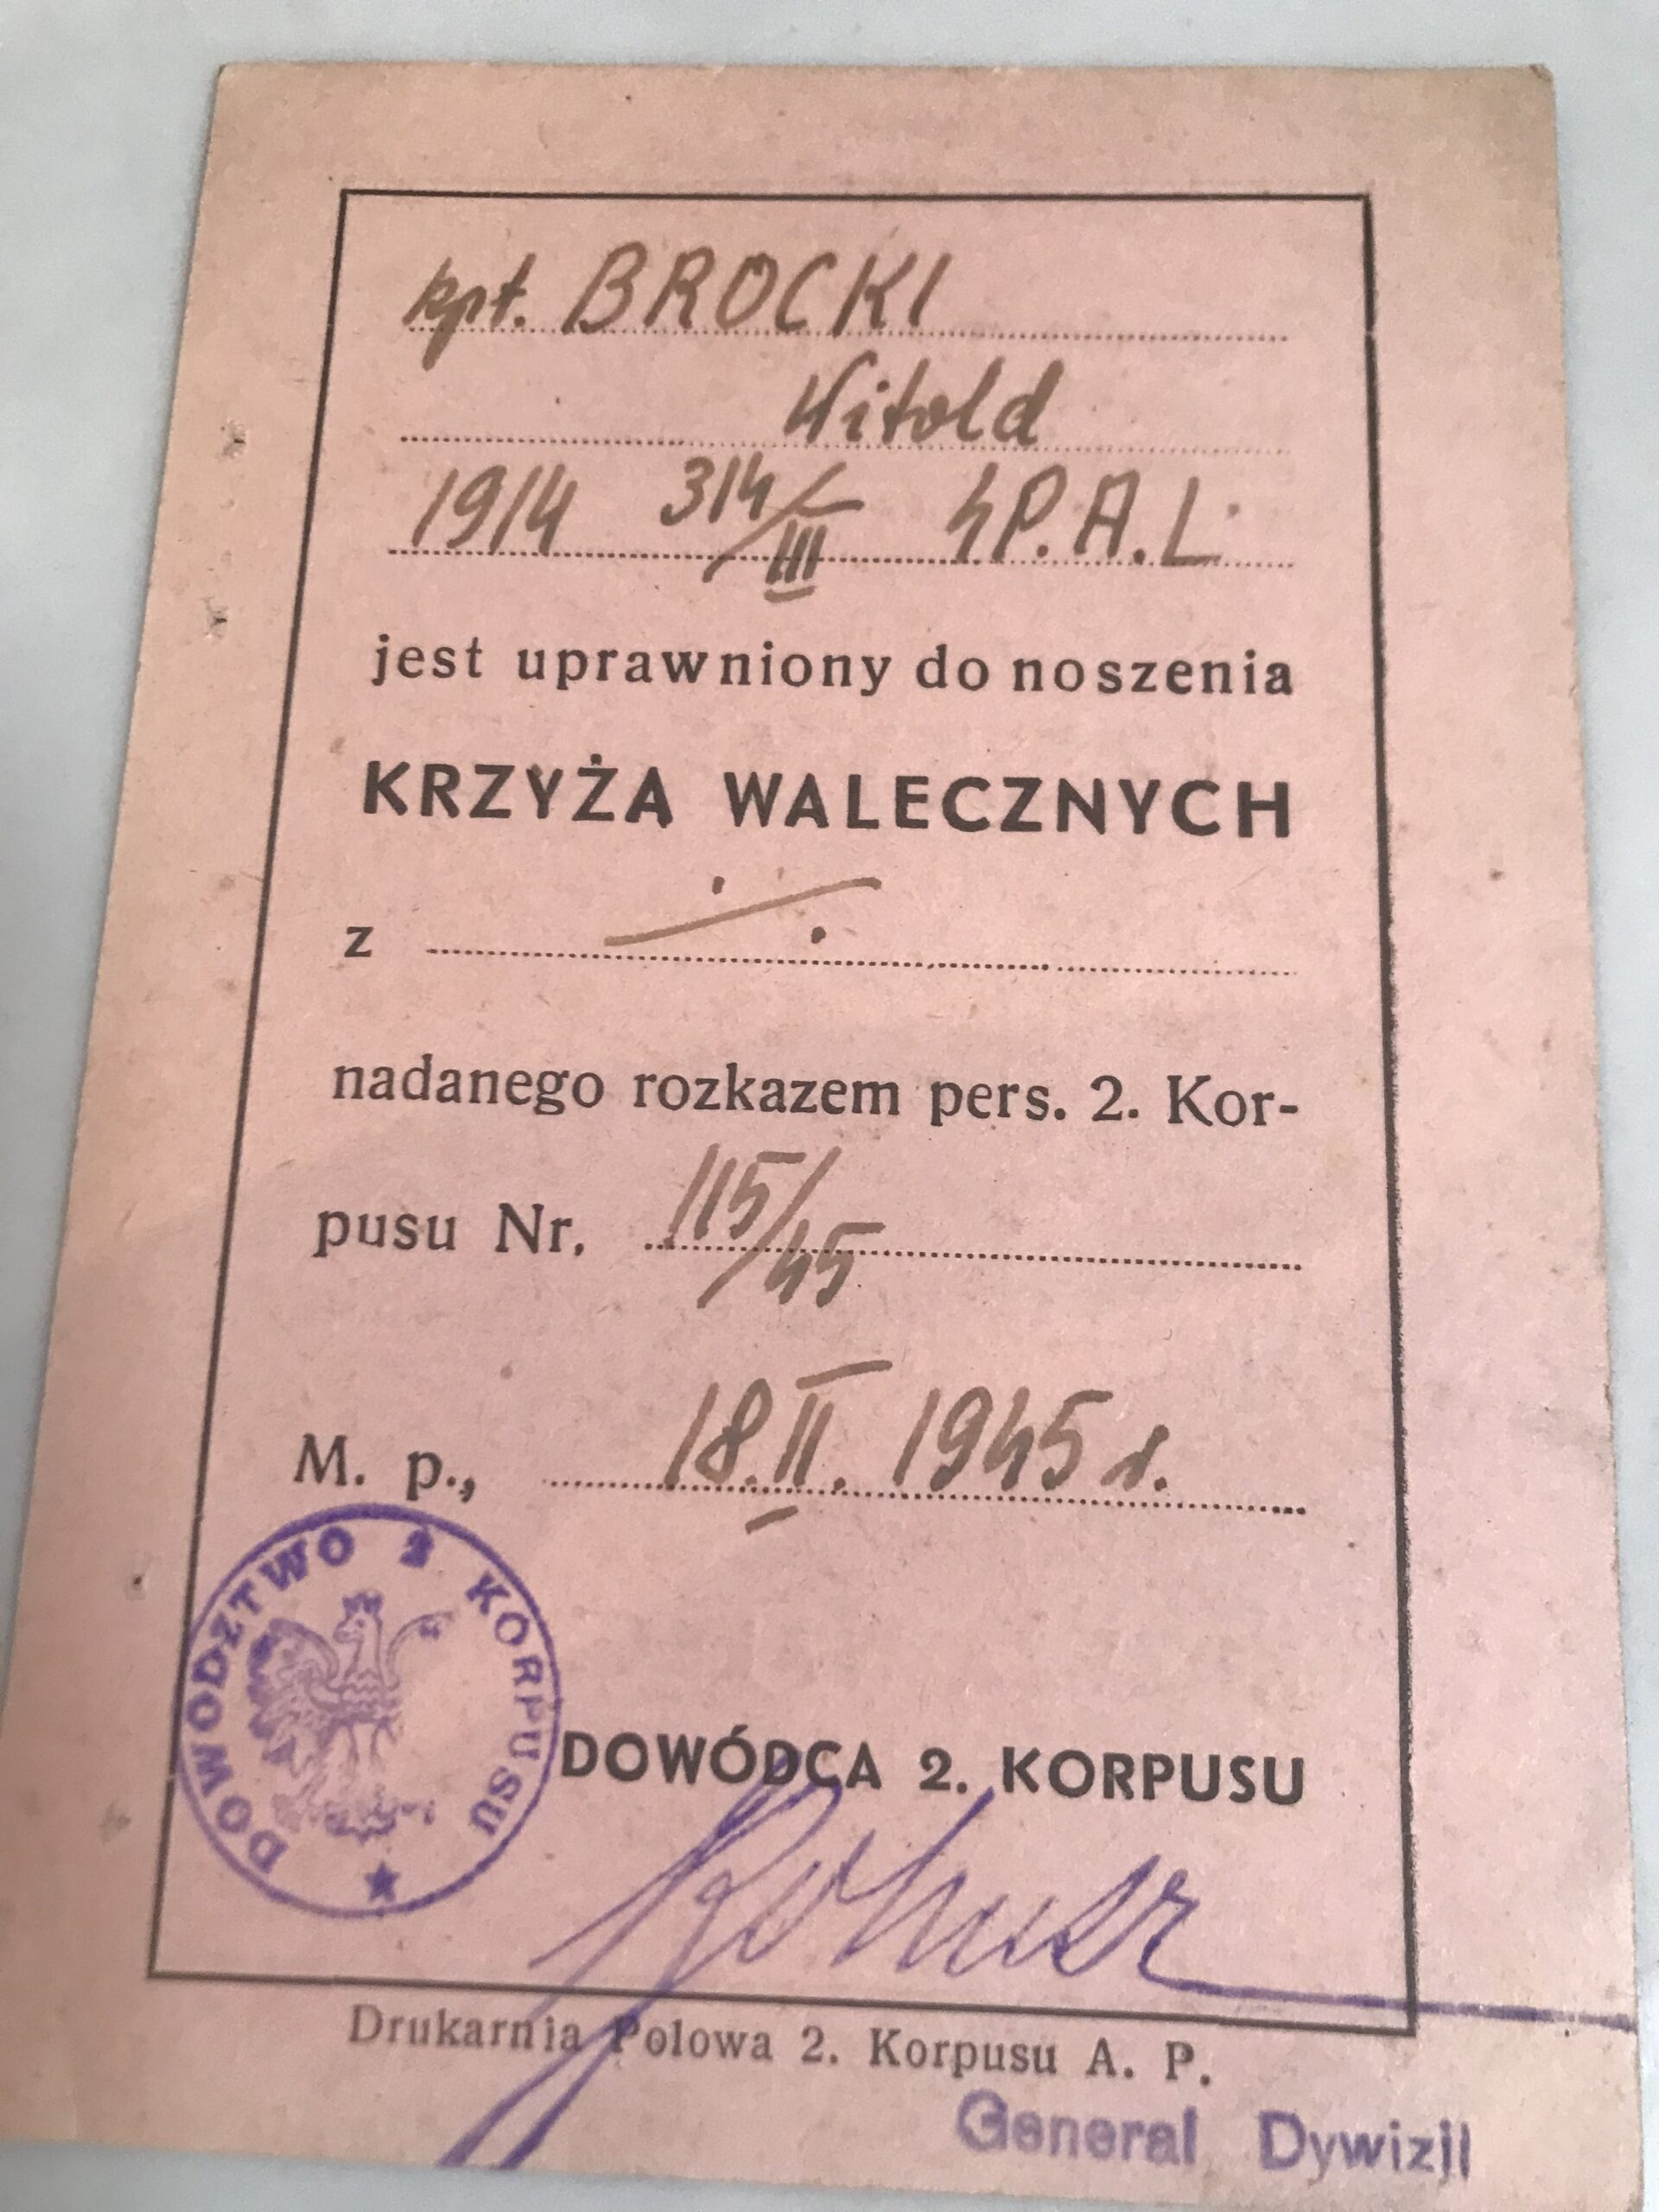 kpt. BROCKI
Witold
1914 314/III 4 P.A.L.
jest uprawniony do noszenia
KRZYŻA WALECZNYCH
z
nadanego rozkazem pers. 2. Kor-
pusu Nr. 115/45
M. p., 18.II.1945 r.
DOWÓDZTWO 2 KORPUSU
DOWÓDCA 2. KORPUSU
Drukarnia Polowa 2. Korpusu A. P.
Generał Dywizji